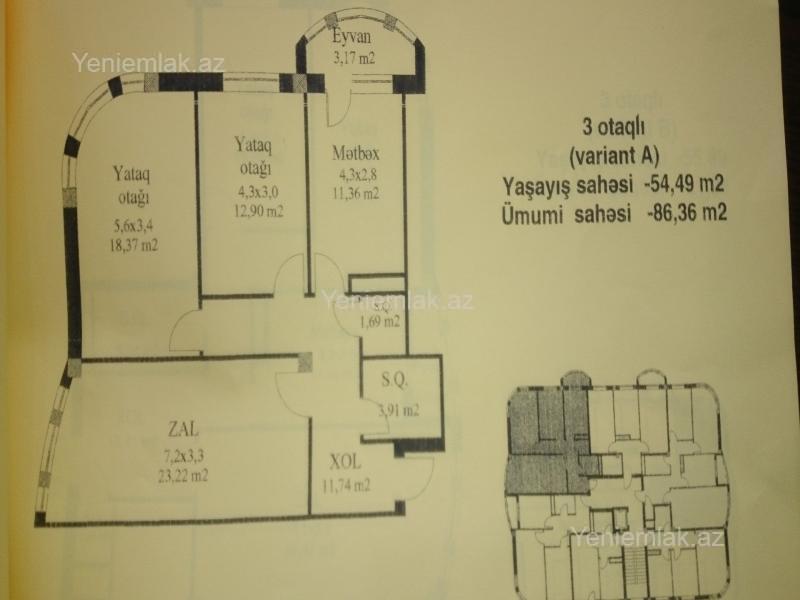 Yeniemlak.az
Eyvan
3,17 m2
Yataq
otağı
5,6x3,4
18,37 m2
Yataq
otağı
4,3x3,0
12,90 m2
Mətbəx
4,3x2,8
11,36 m2
3 otaqlı
(variant A)
Yaşayış sahəsi -54,49 m2
Ümumi sahəsi -86,36 m2
Yeniemlak.az
S.Q.
1,69 m2
S.Q.
3,91 m2
ZAL
7,2x3,3
23,22 m2
XOL
11,74 m2
Yeniemlak.az